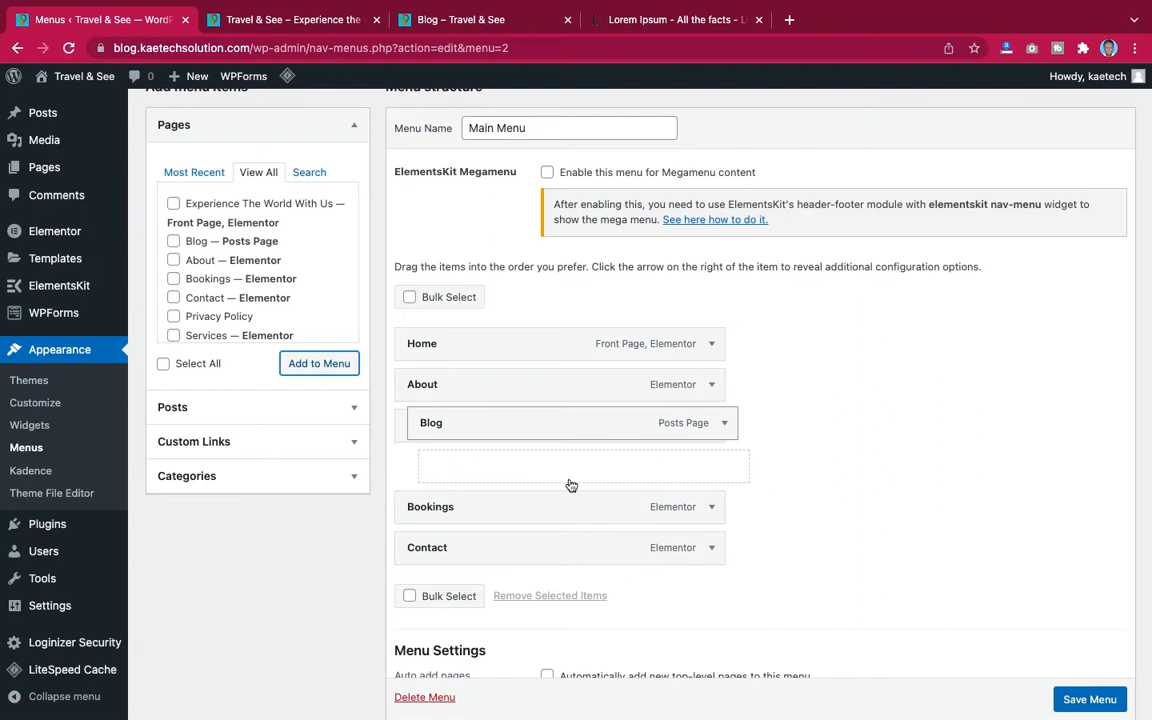 Menus ‹ Travel & See — WordP
Travel & See – Experience the
Blog – Travel & See
Lorem Ipsum - All the facts - L
blog.kaetechsolution.com/wp-admin/nav-menus.php?action=edit&menu=2
Travel & See
0
New
WPForms
Howdy, kaetech
Posts
Media
Pages
Comments
Elementor
Templates
ElementsKit
WPForms
Appearance
Themes
Customize
Widgets
Menus
Kadence
Theme File Editor
Plugins
Users
Tools
Settings
Loginizer Security
LiteSpeed Cache
Collapse menu
Add menu items
Pages
Most Recent
View All
Search
Experience The World With Us —
Front Page, Elementor
Blog — Posts Page
About — Elementor
Bookings — Elementor
Contact — Elementor
Privacy Policy
Services — Elementor
Select All
Add to Menu
Posts
Custom Links
Categories
Menu structure
Menu Name
Main Menu
ElementsKit Megamenu
Enable this menu for Megamenu content
After enabling this, you need to use ElementsKit's header-footer module with elementskit nav-menu widget to
show the mega menu. See here how to do it.
Drag the items into the order you prefer. Click the arrow on the right of the item to reveal additional configuration options.
Bulk Select
Home Front Page, Elementor
About Elementor
Blog Posts Page
Bookings Elementor
Contact Elementor
Bulk Select
Remove Selected Items
Menu Settings
Auto add pages
Automatically add new top-level pages to this menu
Delete Menu
Save Menu